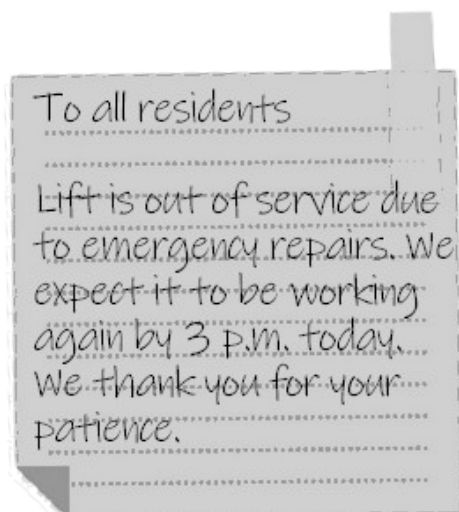 To all residents
Lift is out of service due
to emergency repairs. We
expect it to be working
again by 3 p.m. today.
We thank you for your
patience.